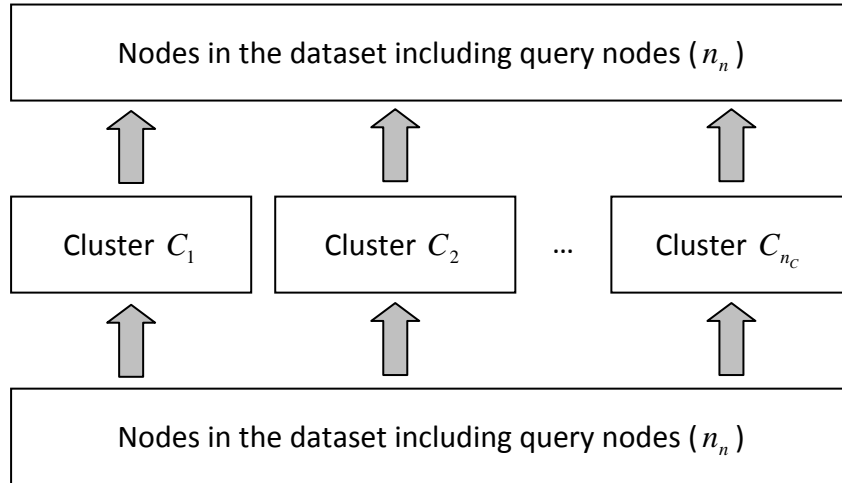 Nodes in the dataset including query nodes ( n_n )
Cluster C_1 Cluster C_2 ... Cluster C_{n_C}
Nodes in the dataset including query nodes ( n_n )